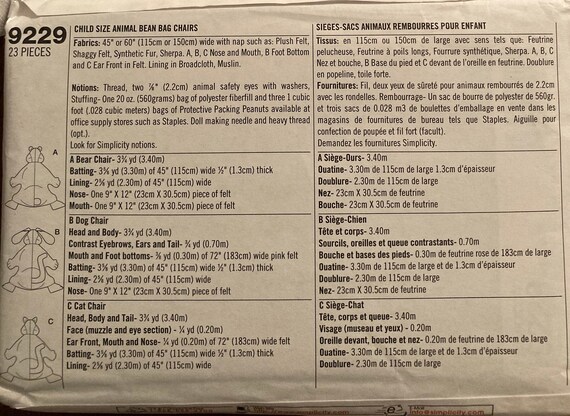 9229
23 PIECES
CHILD SIZE ANIMAL BEAN BAG CHAIRS
Fabrics: 45" or 60" (115cm or 150cm) wide with nap such as: Plush Felt,
Shaggy Felt, Synthetic Fur, Sherpa. A, B, C Nose and Mouth, B Foot Bottom
and C Ear Front in Felt. Lining in Broadcloth, Muslin.
Notions: Thread, two ⅞" (2.2cm) animal safety eyes with washers,
Stuffing- One 20 oz. (560grams) bag of polyester fiberfill and three 1 cubic
foot (.028 cubic meters) bags of Protective Packing Peanuts available at
office supply stores such as Staples. Doll making needle and heavy thread
(opt.).
Look for Simplicity notions.
A
A Bear Chair- 3¾ yd (3.40m)
Batting- 3⅝ yd (3.30m) of 45" (115cm) wide ½" (1.3cm) thick
Lining- 2⅝ yd (2.30m) of 45" (115cm) wide
Nose- One 9" X 12" (23cm X 30.5cm) piece of felt
Mouth- One 9" X 12" (23cm X 30.5cm) piece of felt
B
B Dog Chair
Head and Body- 3¾ yd (3.40m)
Contrast Eyebrows, Ears and Tail- ¾ yd (0.70m)
Mouth and Foot bottoms- ⅜ yd (0.30m) of 72" (183cm) wide pink felt
Batting- 3⅝ yd (3.30m) of 45" (115cm) wide ½" (1.3cm) thick
Lining- 2⅝ yd (2.30m) of 45" (115cm) wide
Nose- One 9" X 12" (23cm X 30.5cm) piece of felt
C
C Cat Chair
Head, Body and Tail- 3¾ yd (3.40m)
Face (muzzle and eye section) - ¼ yd (0.20m)
Ear Front, Mouth and Nose- ¼ yd (0.20m) of 72" (183cm) wide felt
Batting- 3⅝ yd (3.30m) of 45" (115cm) wide ½" (1.3cm) thick
Lining- 2⅝ yd (2.30m) of 45" (115cm) wide
SIEGES-SACS ANIMAUX REMBOURRES POUR ENFANT
Tissus: en 115cm ou 150cm de large avec sens tels que: Feutrine
pelucheuse, Feutrine à poils longs, Fourrure synthétique, Sherpa. A, B, C
Nez et bouche, B Base du pied et C devant de l'oreille en feutrine. Doublure
en popeline, toile forte.
Fournitures: Fil, deux yeux de sûreté pour animaux rembourrés de 2.2cm
avec les rondelles. Rembourrage- Un sac de bourre de polyester de 560gr.
et trois sacs de 0.028 m3 de boulettes d'emballage en vente dans les
magasins de fournitures de bureau tels que Staples. Aiguille pour
confection de poupée et fil fort (facult).
Demandez les fournitures Simplicity.
A Siège-Ours- 3.40m
Ouatine- 3.30m de 115cm de large 1.3cm d'épaisseur
Doublure- 2.30m de 115cm de large
Nez- 23cm X 30.5cm de feutrine
Bouche- 23cm X 30.5cm de feutrine
B Siège-Chien
Tête et corps- 3.40m
Sourcils, oreilles et queue contrastants- 0.70m
Bouche et bases des pieds- 0.30m de feutrine rose de 183cm de large
Ouatine- 3.30m de 115cm de large et de 1.3cm d'épaisseur
Doublure- 2.30m de 115cm de large
Nez- 23cm X 30.5cm de feutrine
C Siège-Chat
Tête, corps et queue- 3.40m
Visage (museau et yeux) - 0.20m
Oreille devant, bouche et nez- 0.20m de feutrine de 183cm de large
Ouatine- 3.30m de 115cm de large et de 1.3cm d'épaisseur
Doublure- 2.30m de 115cm de large